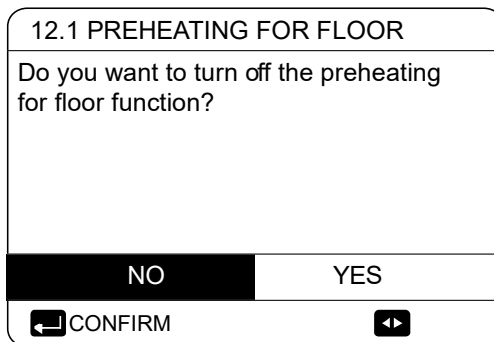 12.1 PREHEATING FOR FLOOR
Do you want to turn off the preheating
for floor function?
NO YES
CONFIRM